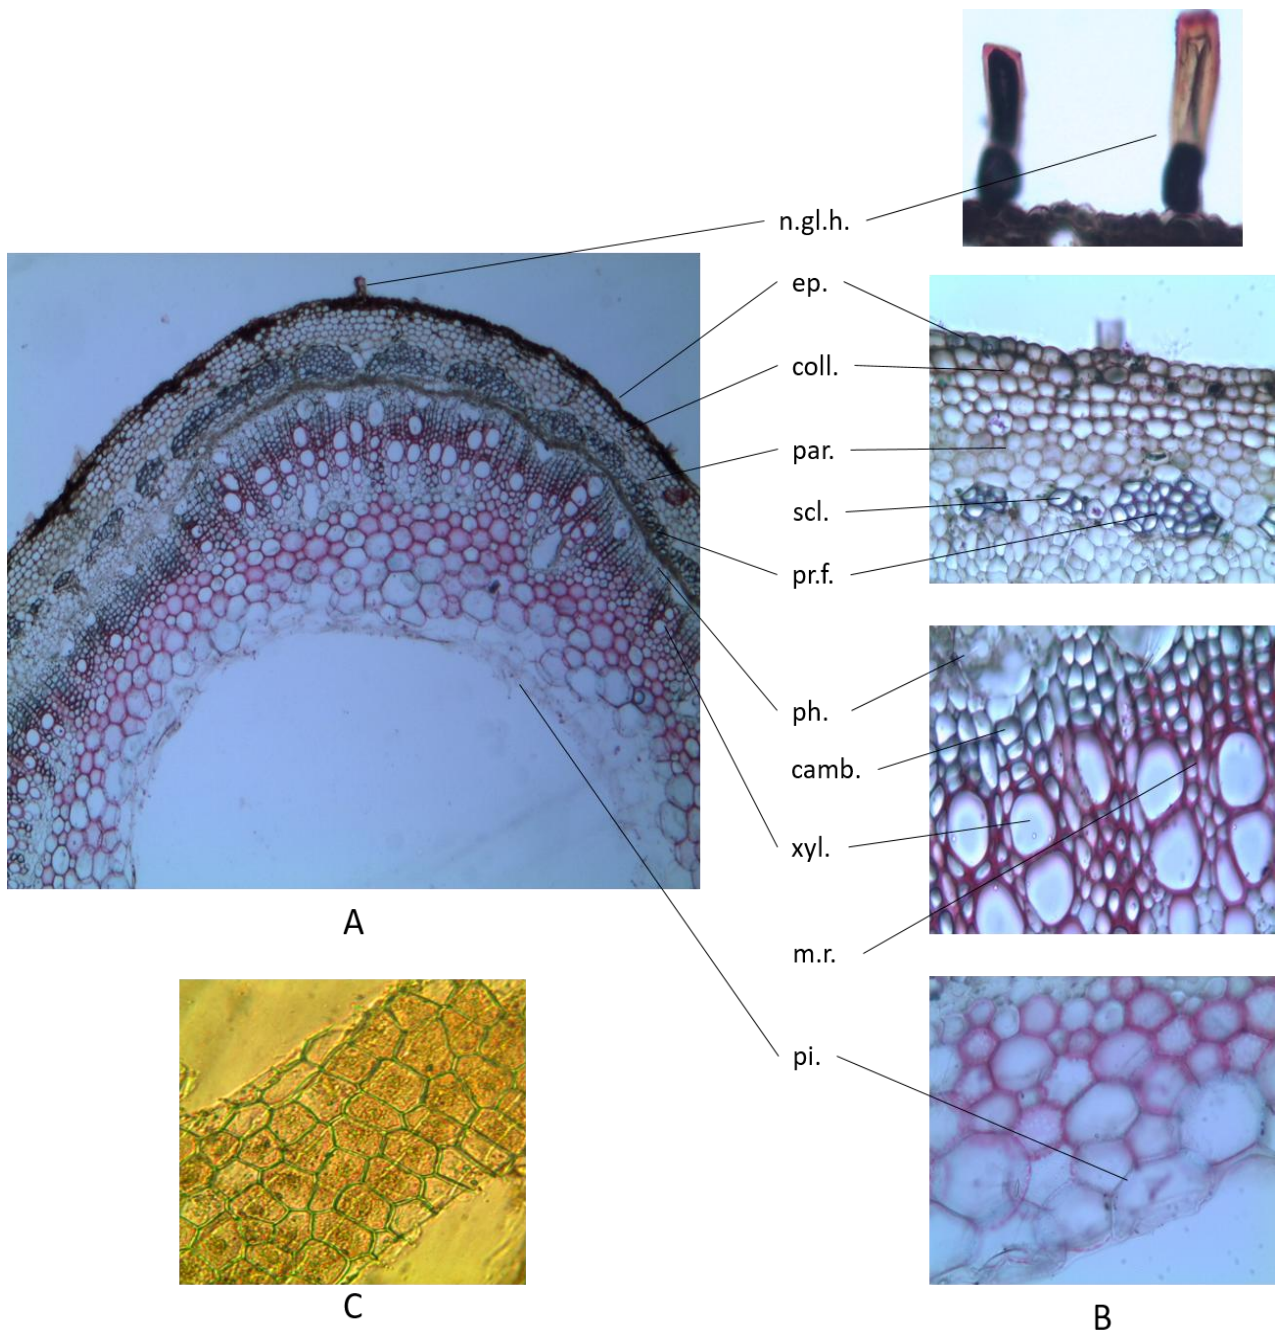 n.gl.h.
ep.
coll.
par.
scl.
pr.f.
ph.
camb.
xyl.
m.r.
pi.
A
B
C